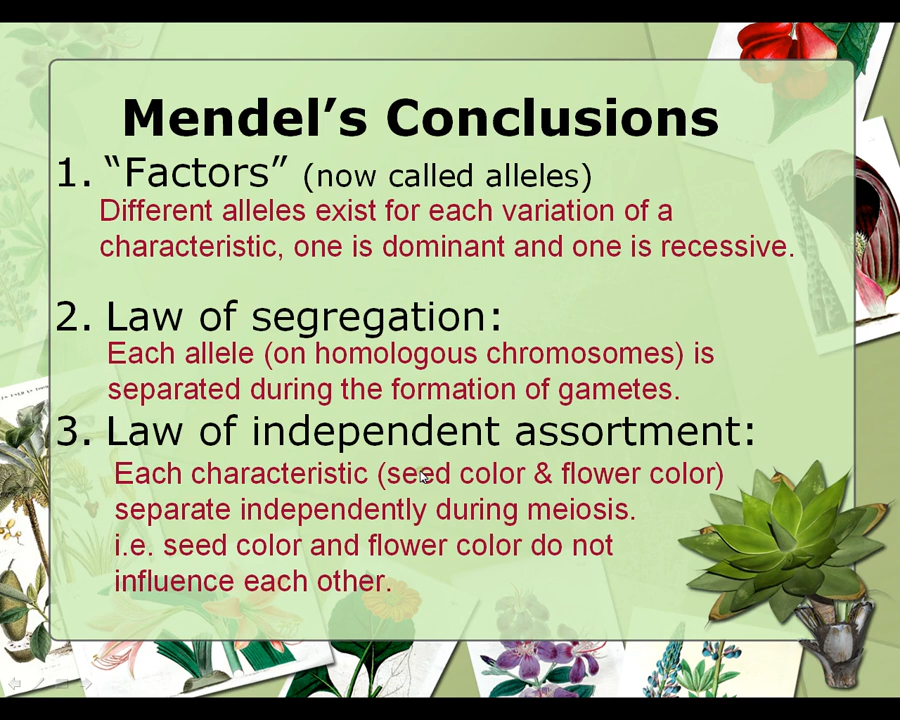 Mendel’s Conclusions
1. “Factors” (now called alleles)
Different alleles exist for each variation of a
characteristic, one is dominant and one is recessive.
2. Law of segregation:
Each allele (on homologous chromosomes) is
separated during the formation of gametes.
3. Law of independent assortment:
Each characteristic (seed color & flower color)
separate independently during meiosis.
i.e. seed color and flower color do not
influence each other.